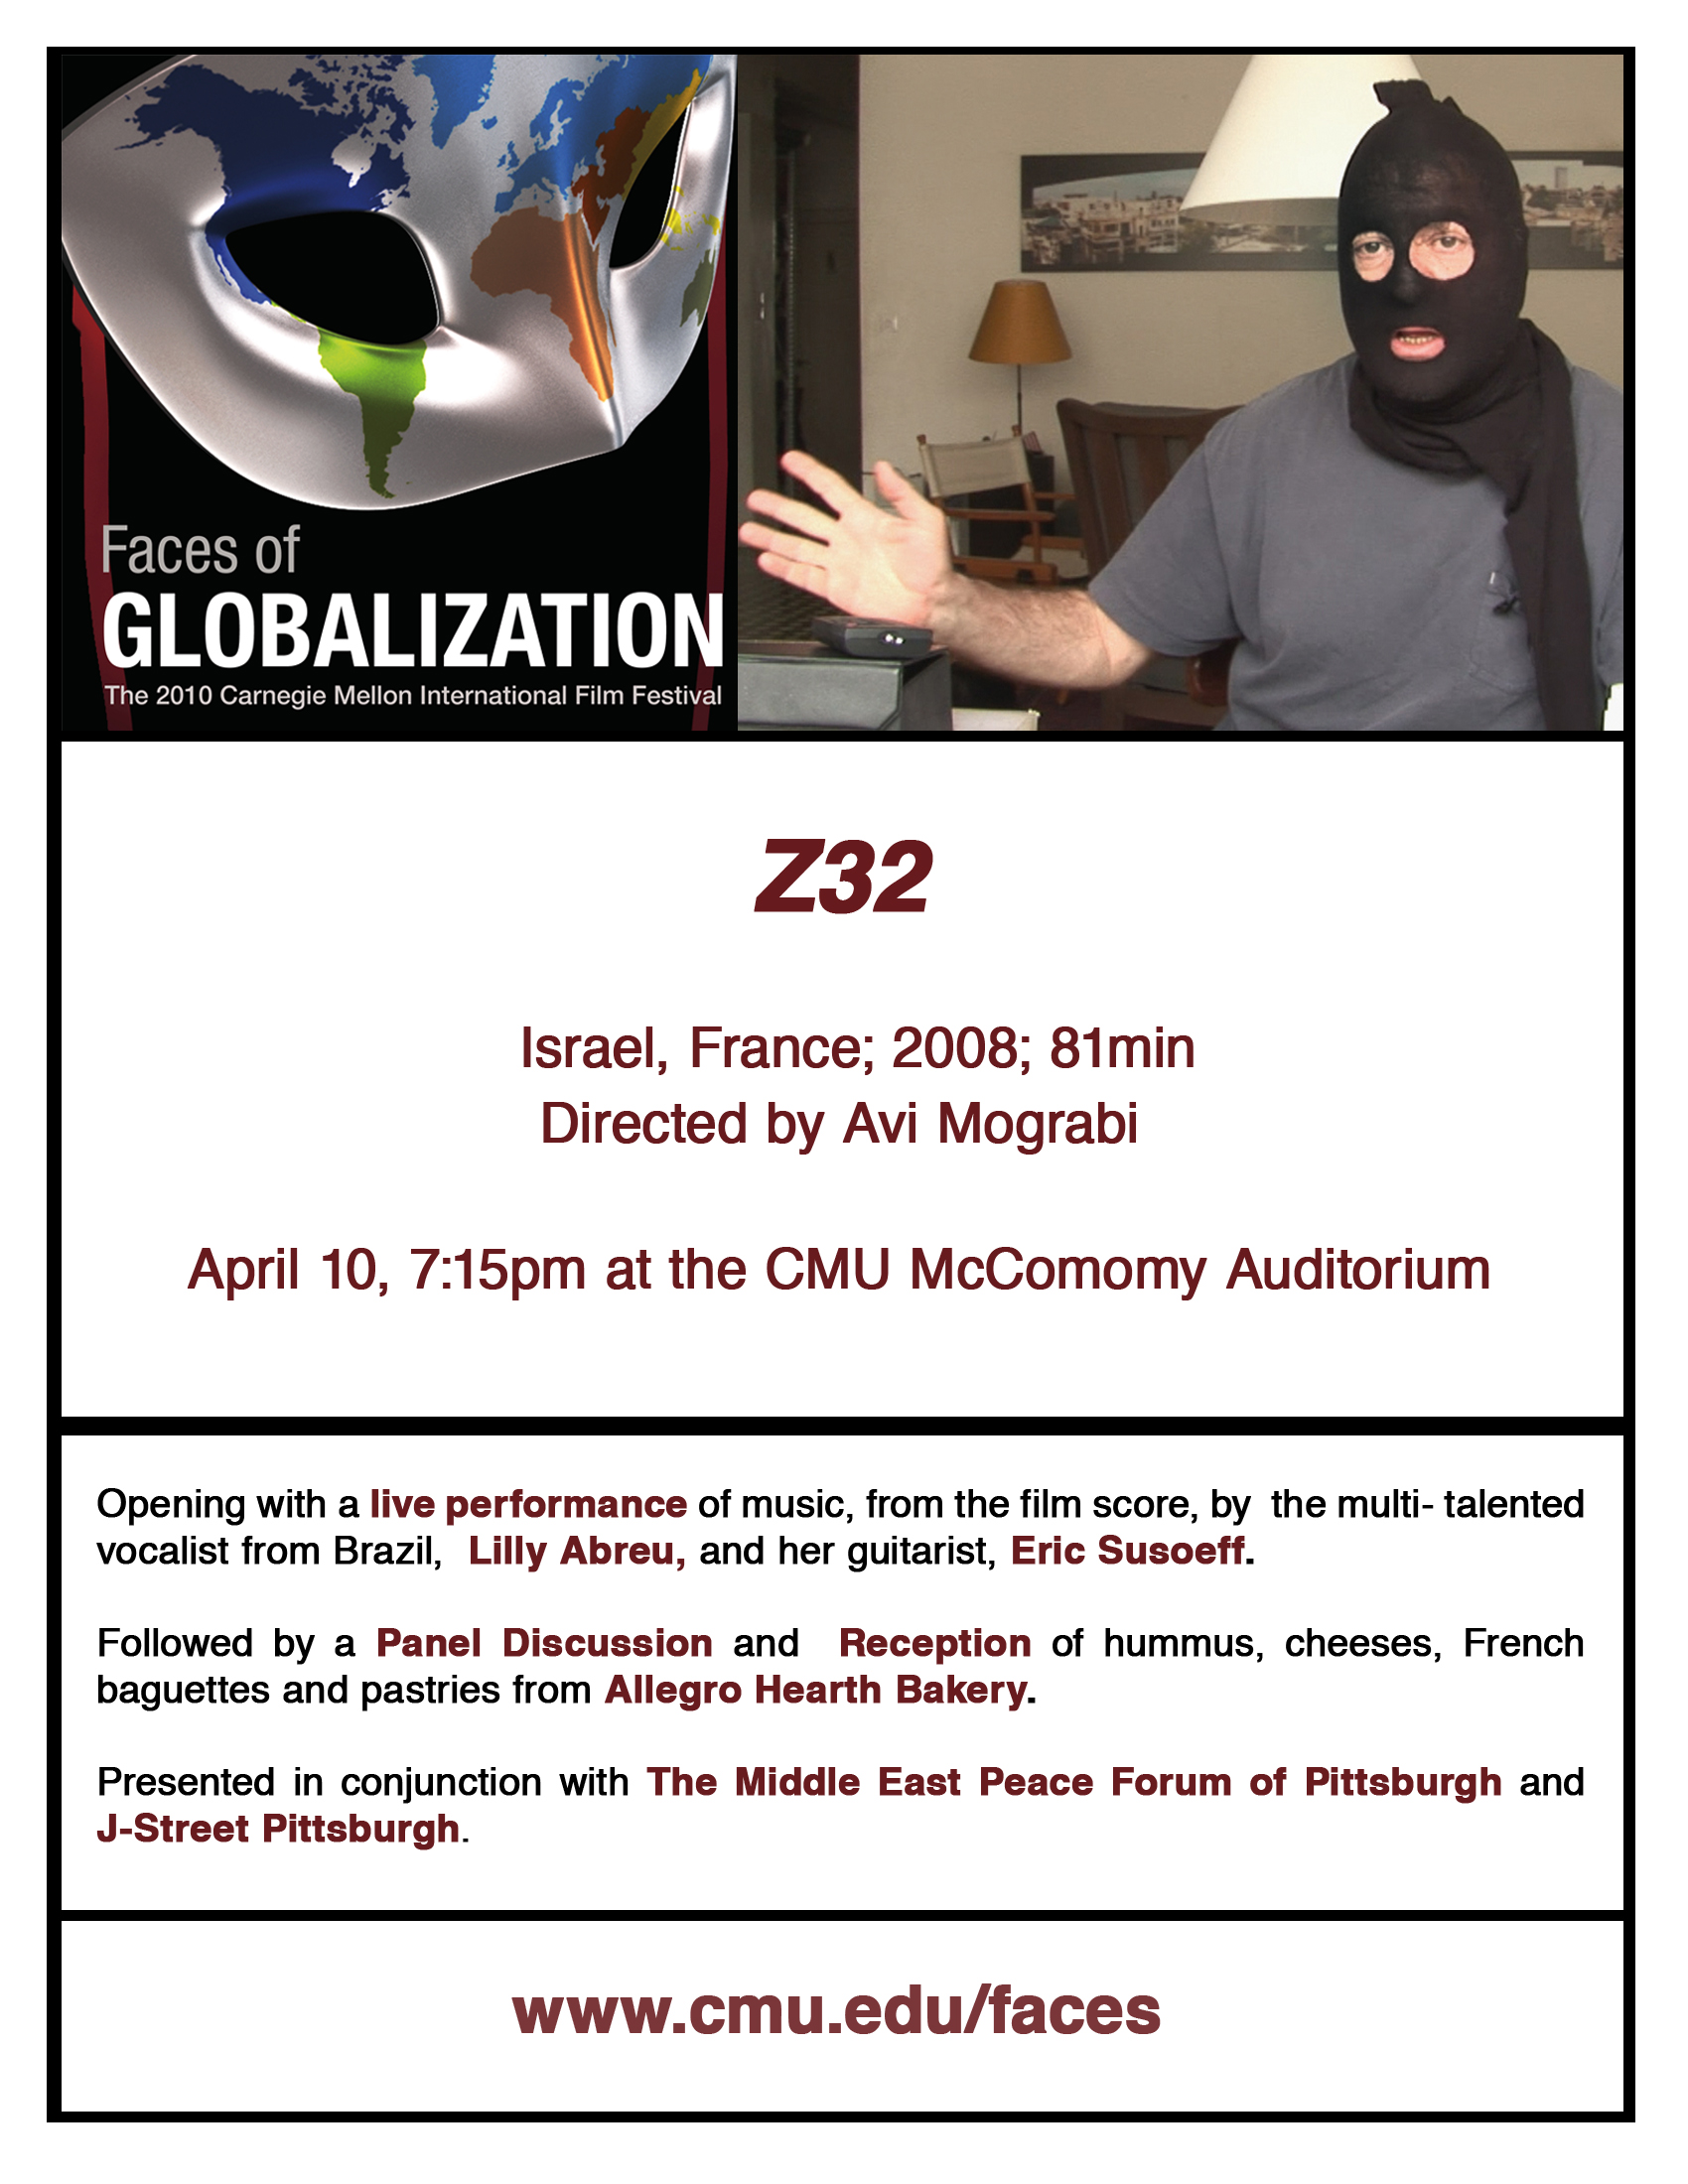 Faces of
GLOBALIZATION
The 2010 Carnegie Mellon International Film Festival
Z32
Israel, France; 2008; 81min
Directed by Avi Mograbi
April 10, 7:15pm at the CMU McComomy Auditorium
Opening with a live performance of music, from the film score, by the multi- talented
vocalist from Brazil, Lilly Abreu, and her guitarist, Eric Susoeff.
Followed by a Panel Discussion and Reception of hummus, cheeses, French
baguettes and pastries from Allegro Hearth Bakery.
Presented in conjunction with The Middle East Peace Forum of Pittsburgh and
J-Street Pittsburgh.
www.cmu.edu/faces